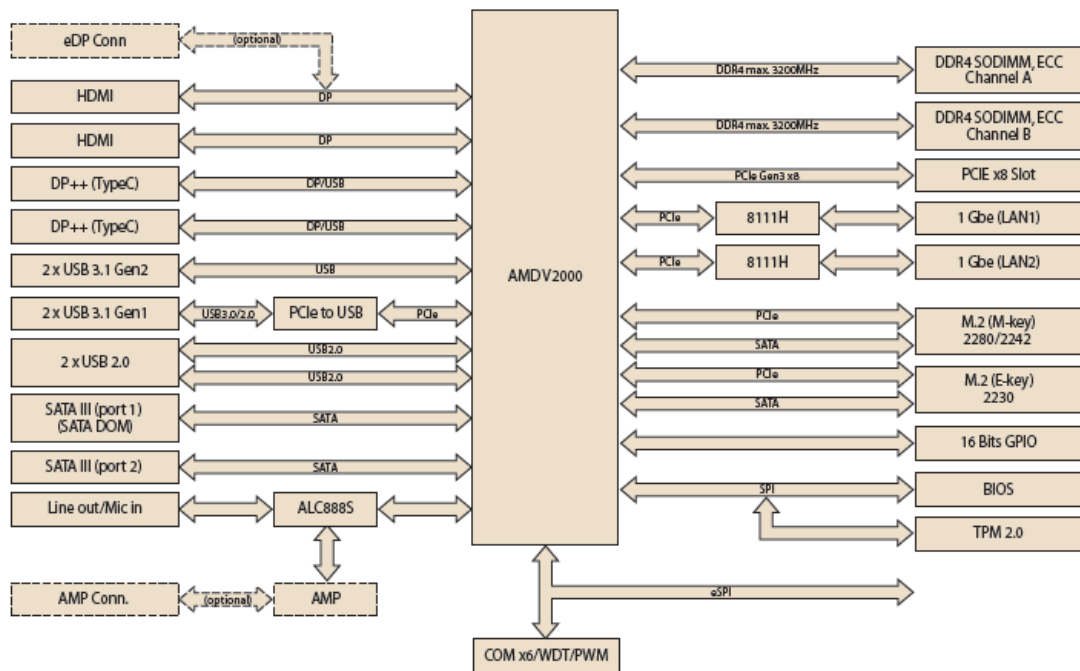 eDP Conn
(optional)
HDMI
DP
HDMI
DP
DP++ (TypeC)
DP/USB
DP++ (TypeC)
DP/USB
2 x USB 3.1 Gen2
USB
2 x USB 3.1 Gen1
USB3.0/2.0
PCIe to USB
PCIe
2 x USB 2.0
USB2.0
USB2.0
SATA III (port 1)
(SATA DOM)
SATA
SATA III (port 2)
SATA
Line out/Mic in
ALC888S
AMP Conn.
(optional)
AMP
AMDV2000
COM x6/WDT/PWM
DDR4 max. 3200MHz
DDR4 SODIMM, ECC
Channel A
DDR4 max. 3200MHz
DDR4 SODIMM, ECC
Channel B
PCIe Gen3 x8
PCIE x8 Slot
PCIe
8111H
1 Gbe (LAN1)
PCIe
8111H
1 Gbe (LAN2)
PCIe
SATA
M.2 (M-key)
2280/2242
PCIe
SATA
M.2 (E-key)
2230
16 Bits GPIO
SPI
BIOS
TPM 2.0
eSPI